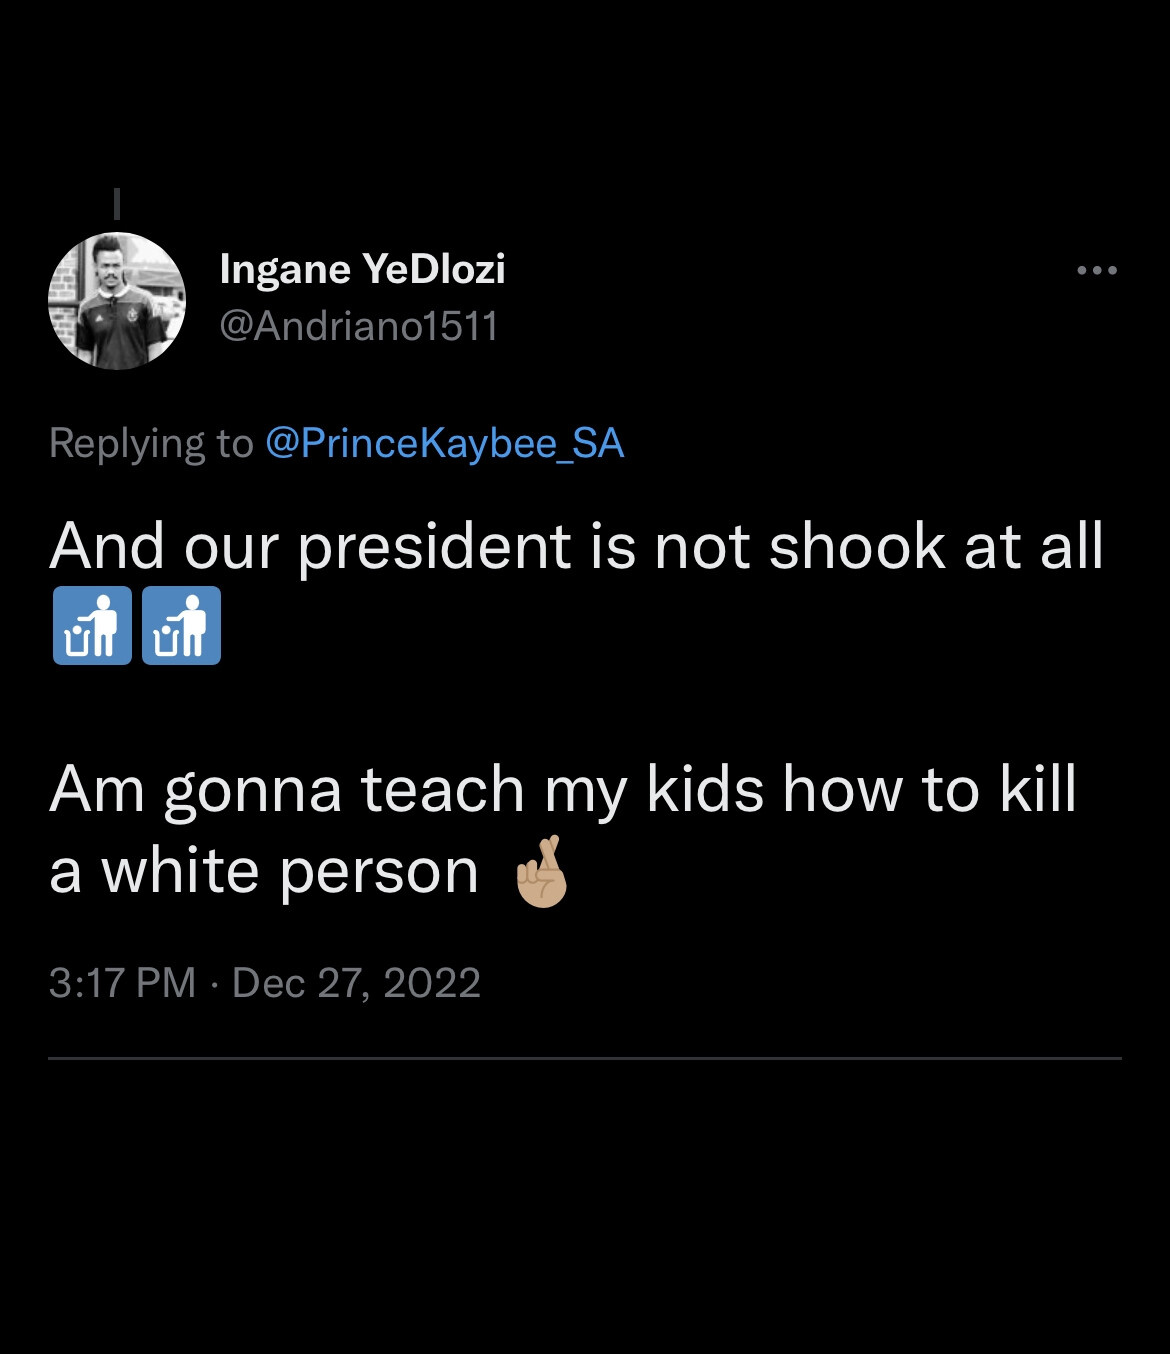 Ingane YeDlozi
@Andriano1511
Replying to @PrinceKaybee_SA
And our president is not shook at all
🚮🚮
Am gonna teach my kids how to kill
a white person 🤞🏼
3:17 PM · Dec 27, 2022